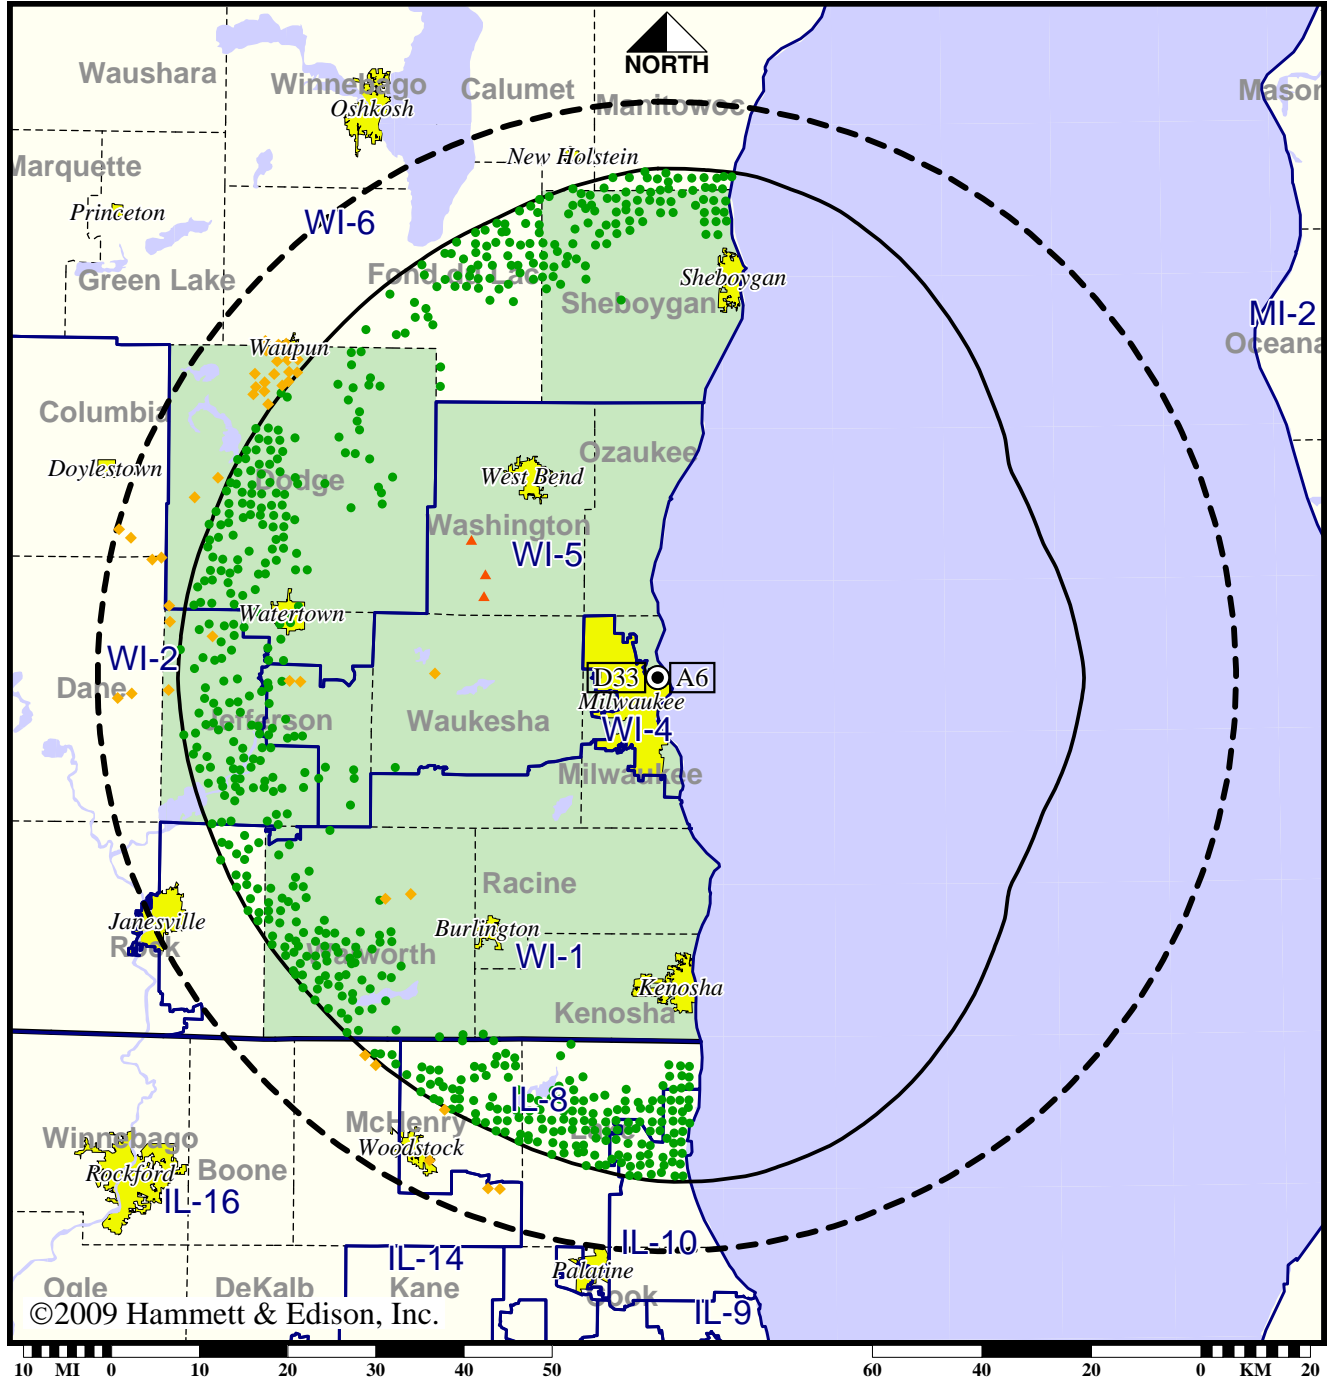 NORTH
Waushara
Winnebago
Oshkosh
Calumet
Manitowoc
Mason
Marquette
New Holstein
Princeton
WI-6
Green Lake
Fond du Lac
Sheboygan
Sheboygan
MI-2
Oceana
Waupun
Columbia
Doylestown
Dodge
Ozaukee
West Bend
Washington
WI-5
Watertown
WI-2
Dane
D33
A6
Milwaukee
WI-4
Jefferson
Waukesha
Milwaukee
Racine
Janesville
Rock
Burlington
Walworth
WI-1
Kenosha
Kenosha
IL-8
McHenry
Lake
Woodstock
Winnebago
Rockford
Boone
IL-16
IL-10
IL-14
Palatine
Ogle
DeKalb
Kane
Cook
IL-9
©2009 Hammett & Edison, Inc.
10 MI 0 10 20 30 40 50 60 40 20 0 KM 20